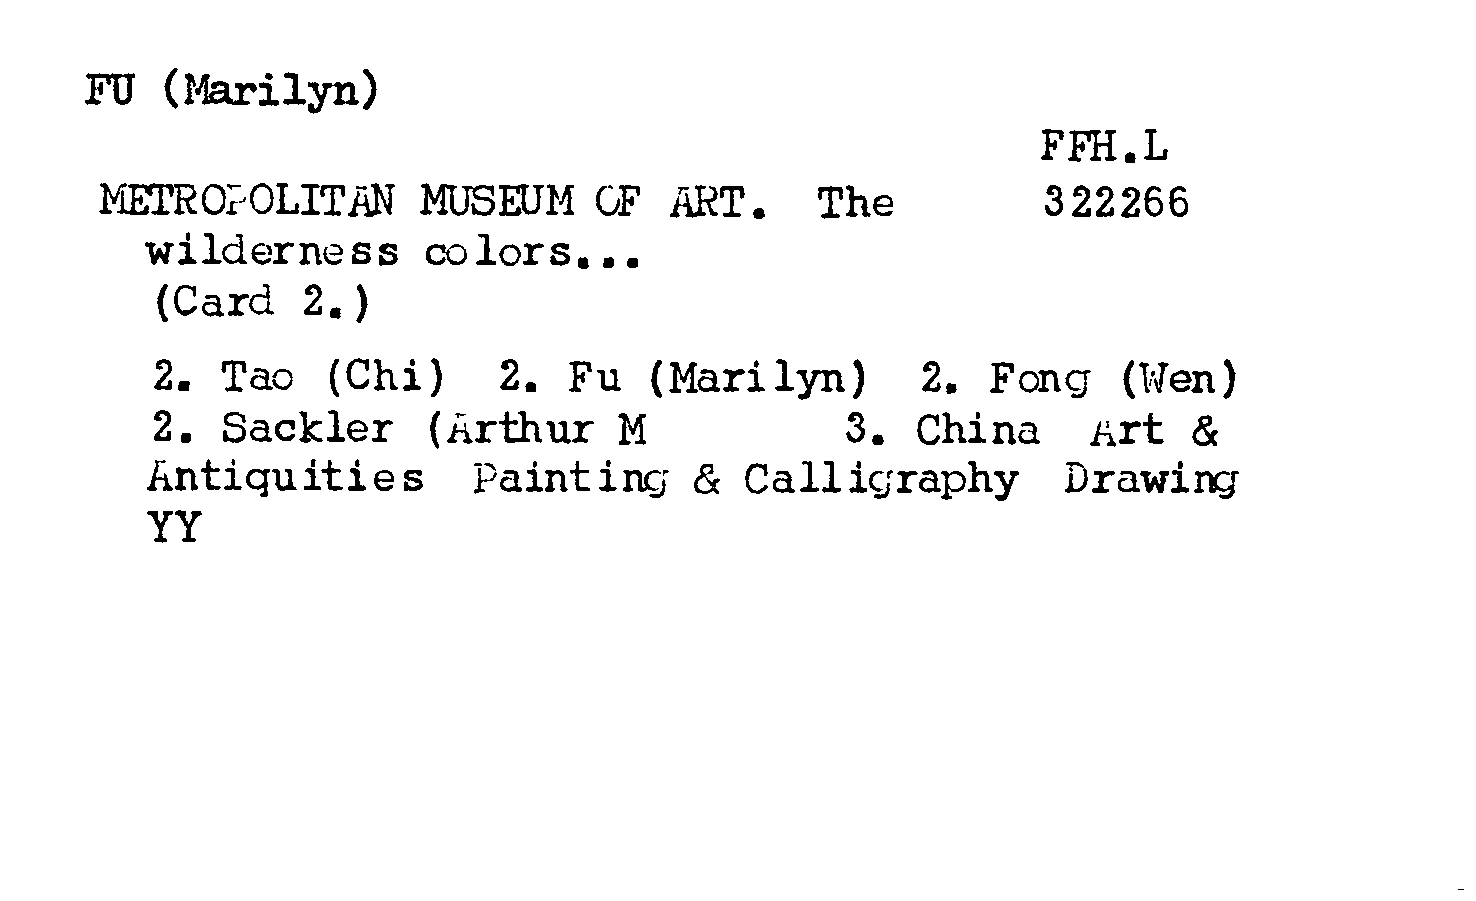 FU (Marilyn)
FFH.L
METROPOLITAN MUSEUM OF ART. The 322266
wilderness colors...
(Card 2.)
2. Tao (Chi) 2. Fu (Marilyn) 2. Fong (Wen)
2. Sackler (Arthur M 3. China Art &
Antiquities Painting & Calligraphy Drawing
YY